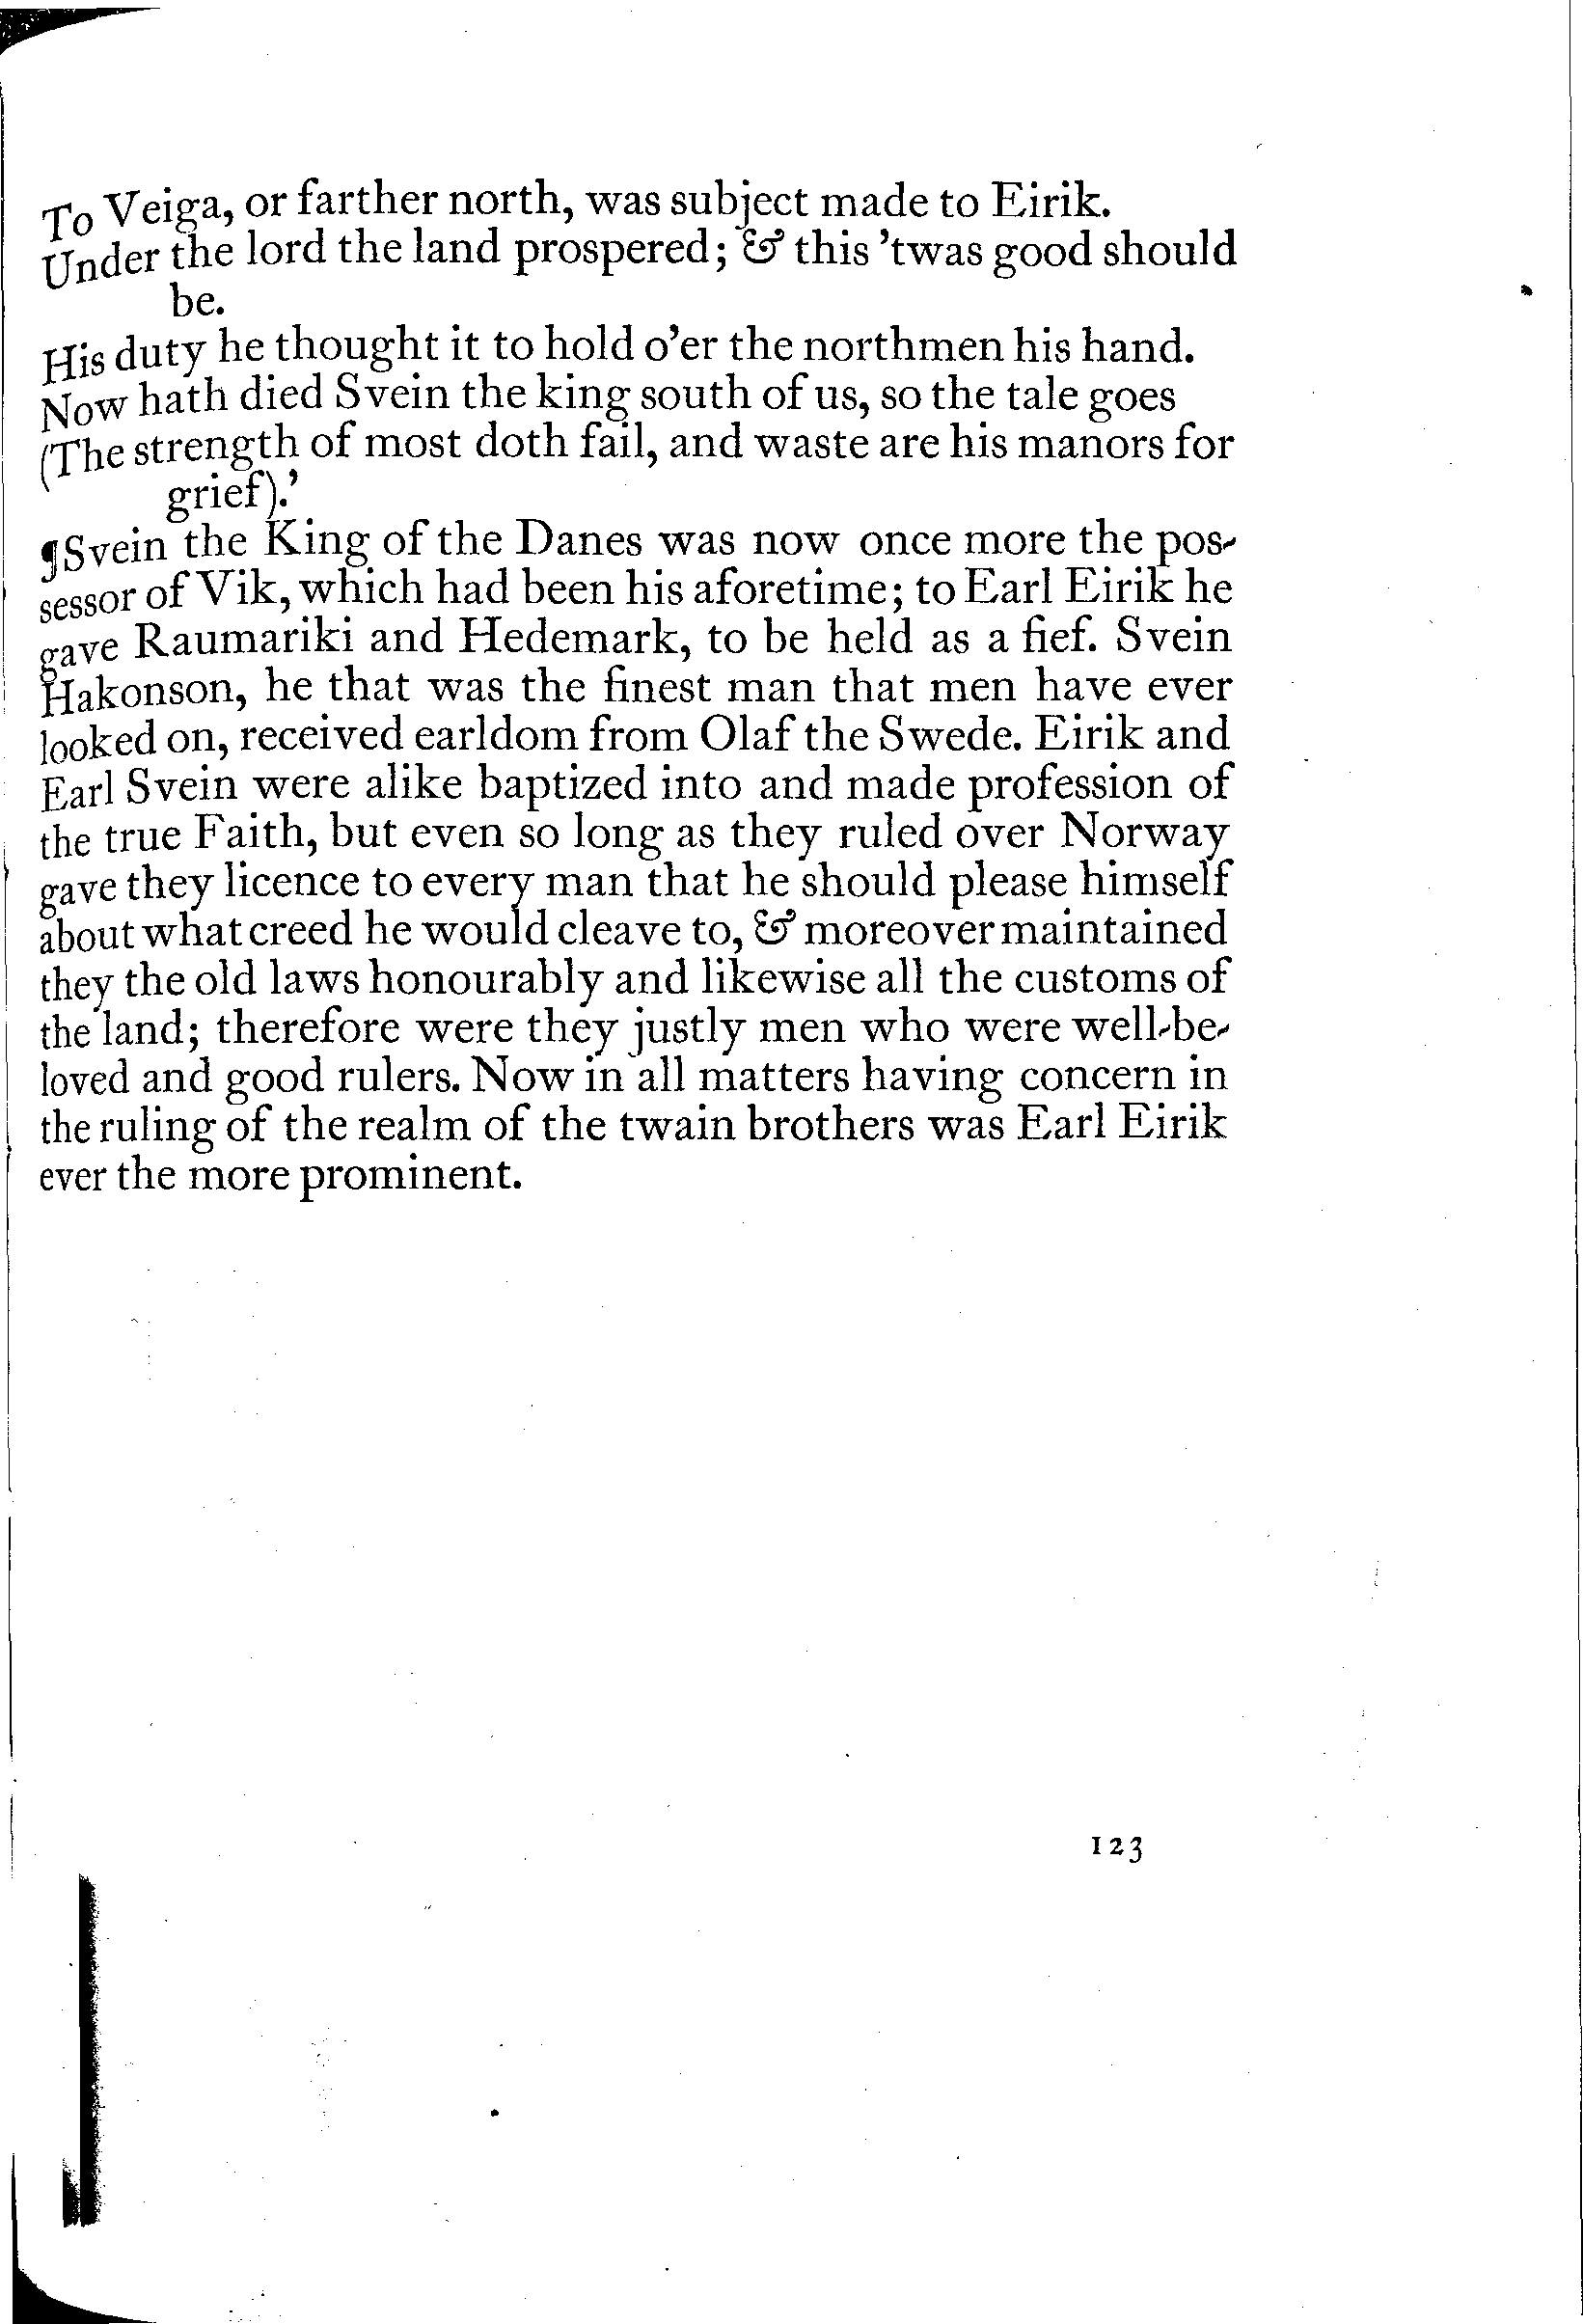 To Veiga, or farther north, was subject made to Eirik.
Under the lord the land prospered; & this 'twas good should
be.
His duty he thought it to hold o'er the northmen his hand.
Now hath died Svein the king south of us, so the tale goes
(The strength of most doth fail, and waste are his manors for
grief).'
¶Svein the King of the Danes was now once more the pos-
sessor of Vik, which had been his aforetime; to Earl Eirik he
gave Raumariki and Hedemark, to be held as a fief. Svein
Hakonson, he that was the finest man that men have ever
looked on, received earldom from Olaf the Swede. Eirik and
Earl Svein were alike baptized into and made profession of
the true Faith, but even so long as they ruled over Norway
gave they licence to every man that he should please himself
about what creed he would cleave to, & moreover maintained
they the old laws honourably and likewise all the customs of
the land; therefore were they justly men who were well-be-
loved and good rulers. Now in all matters having concern in
the ruling of the realm of the twain brothers was Earl Eirik
ever the more prominent.
123